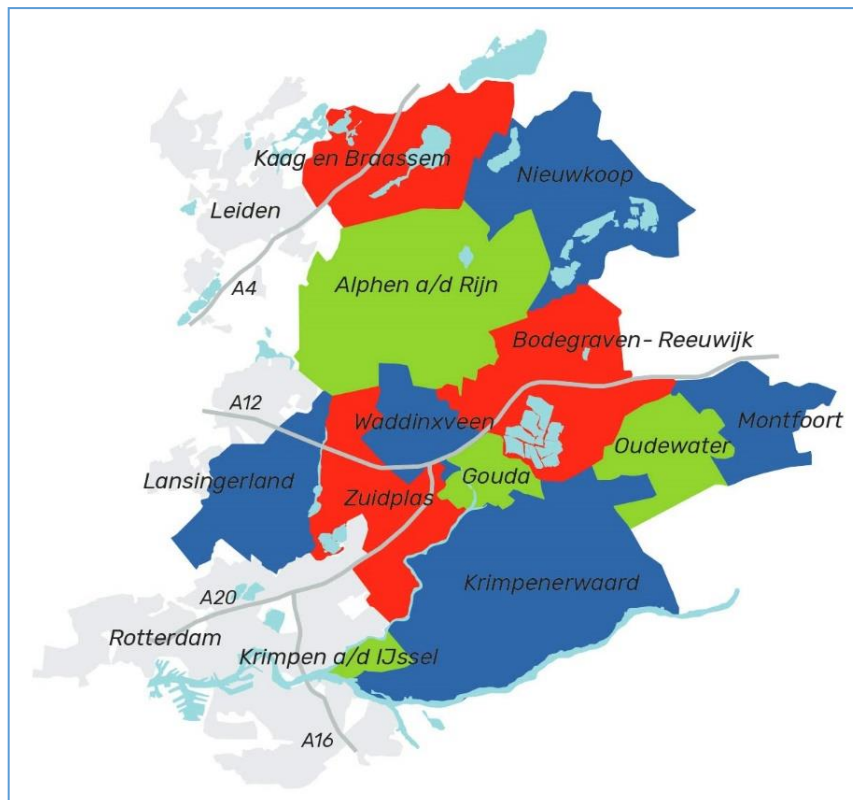 Kaag en Braassem
Nieuwkoop
Leiden
A4
Alphen a/d Rijn
Bodegraven- Reeuwijk
A12
Waddinxveen
Montfoort
Oudewater
Lansingerland
Gouda
Zuidplas
Krimpenerwaard
A20
Rotterdam
Krimpen a/d IJssel
A16